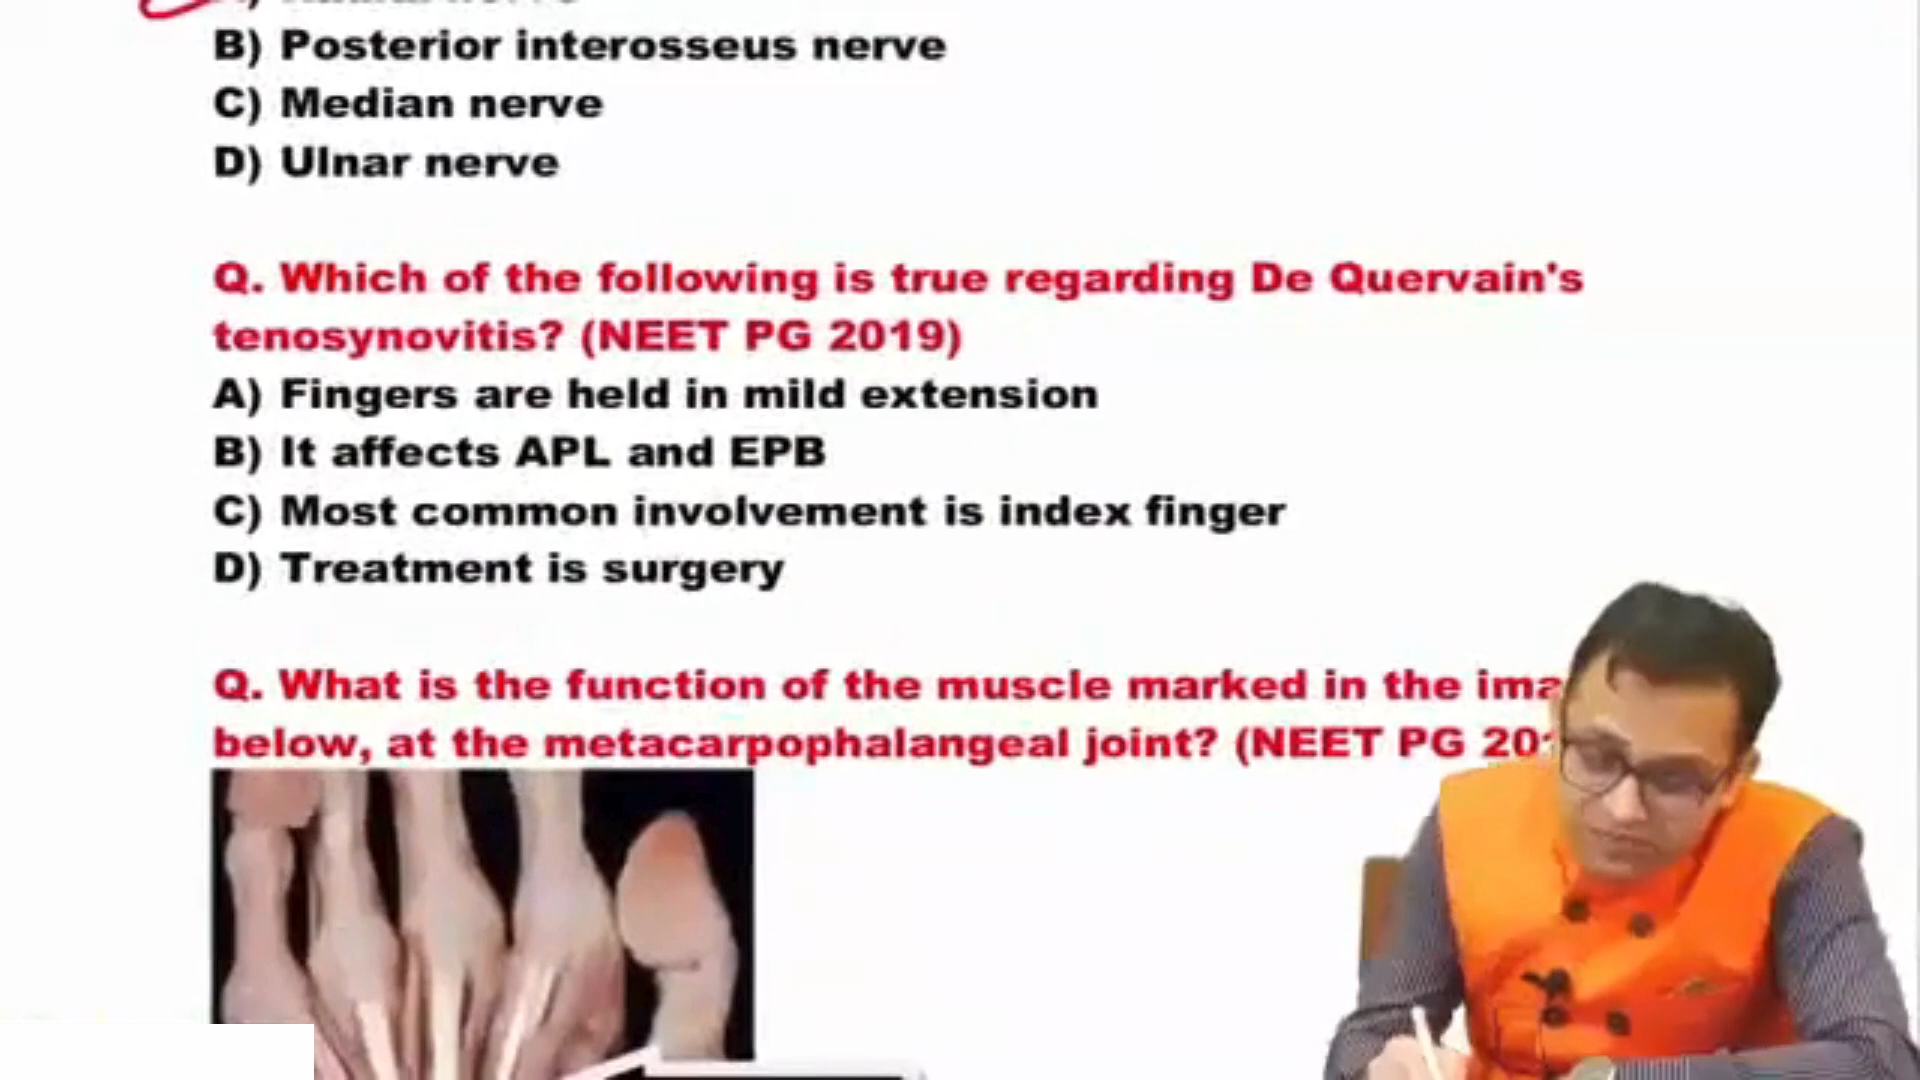 B) Posterior interosseus nerve
C) Median nerve
D) Ulnar nerve
Q. Which of the following is true regarding De Quervain's
tenosynovitis? (NEET PG 2019)
A) Fingers are held in mild extension
B) It affects APL and EPB
C) Most common involvement is index finger
D) Treatment is surgery
Q. What is the function of the muscle marked in the
below, at the metacarpophalangeal joint? (NEET PG